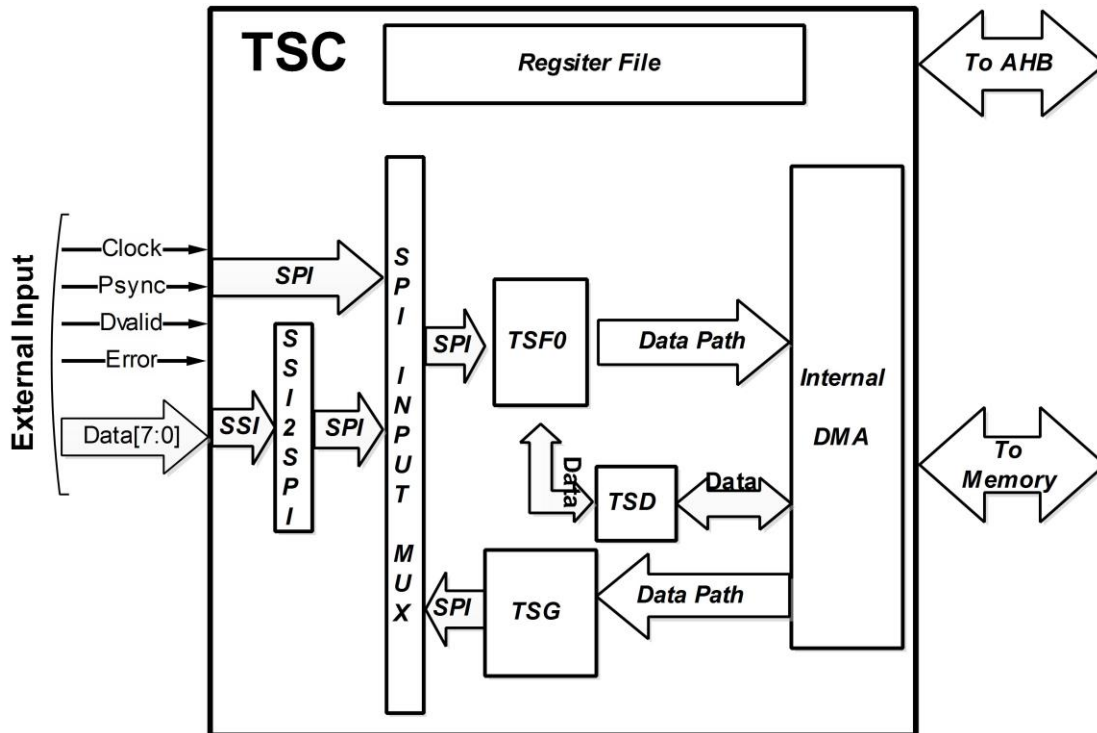 TSC
Regsiter File
To AHB
External Input
Clock
Psync
Dvalid
Error
Data[7:0]
SPI
SSI
SSI2SPI
SPI
SPI INPUT MUX
SPI
TSF0
Data Path
Internal
DMA
Data
TSD
Data
To
Memory
SPI
TSG
Data Path